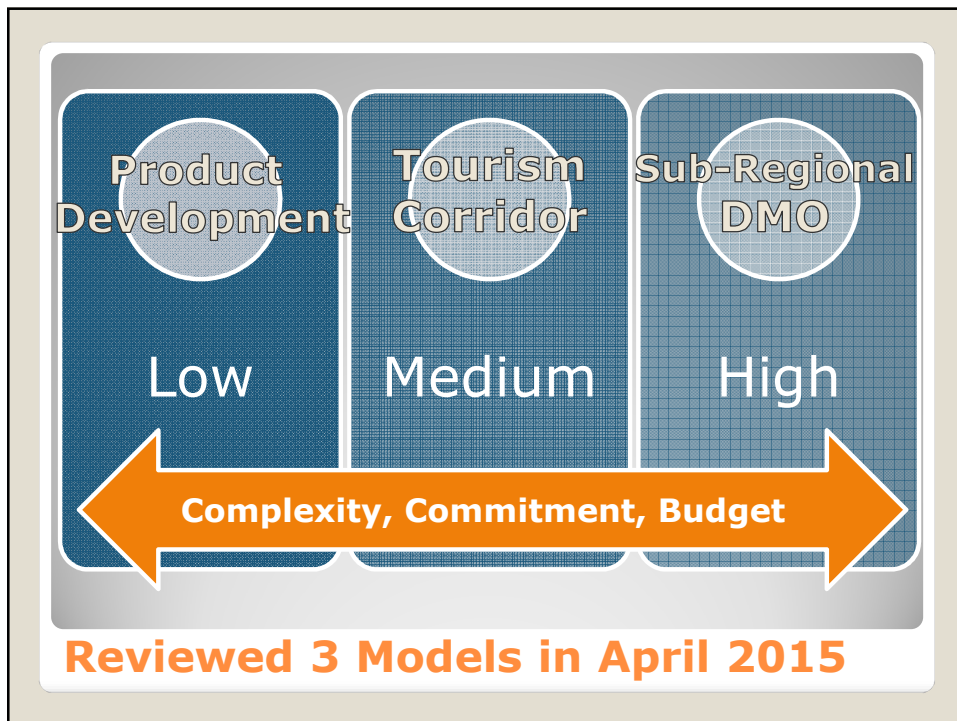 Product
Development
Tourism
Corridor
Sub-Regional
DMO
Low
Medium
High
Complexity, Commitment, Budget
Reviewed 3 Models in April 2015